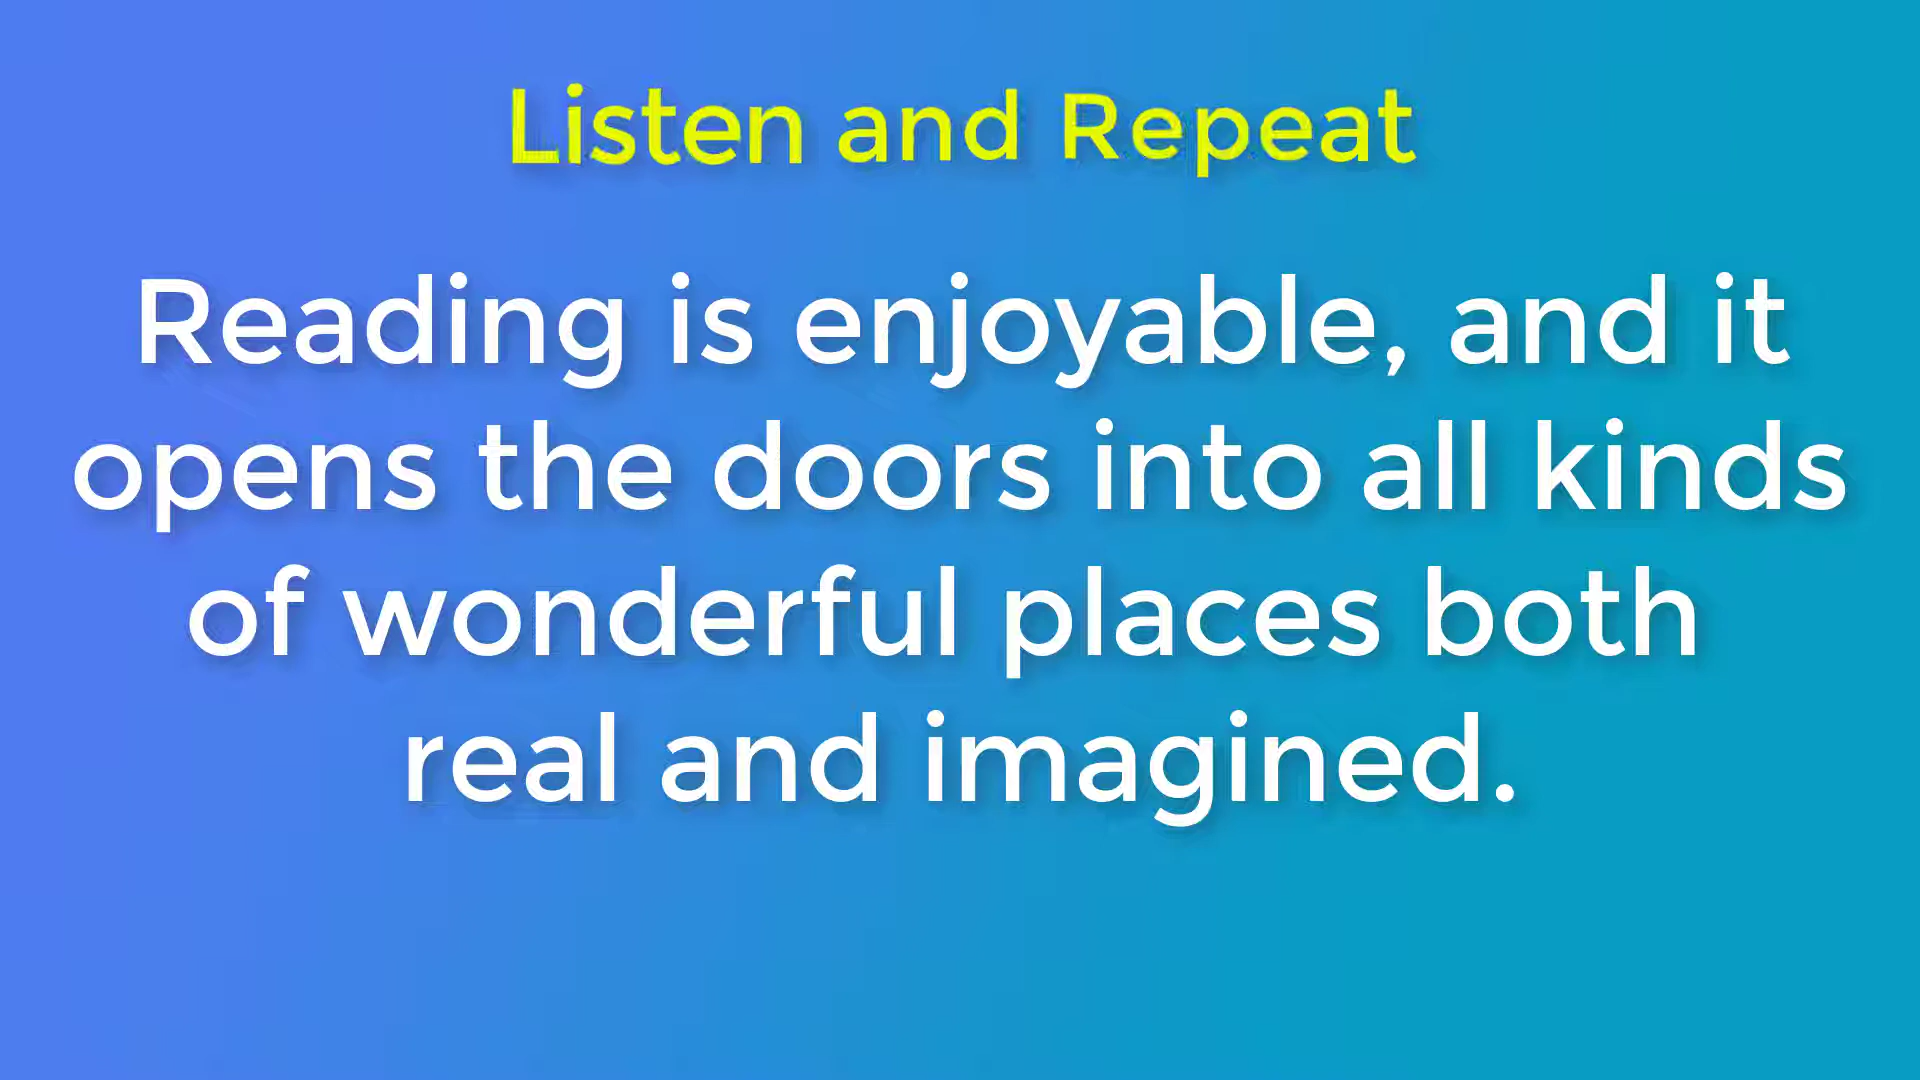 Listen and Repeat
Reading is enjoyable, and it
opens the doors into all kinds
of wonderful places both
real and imagined.